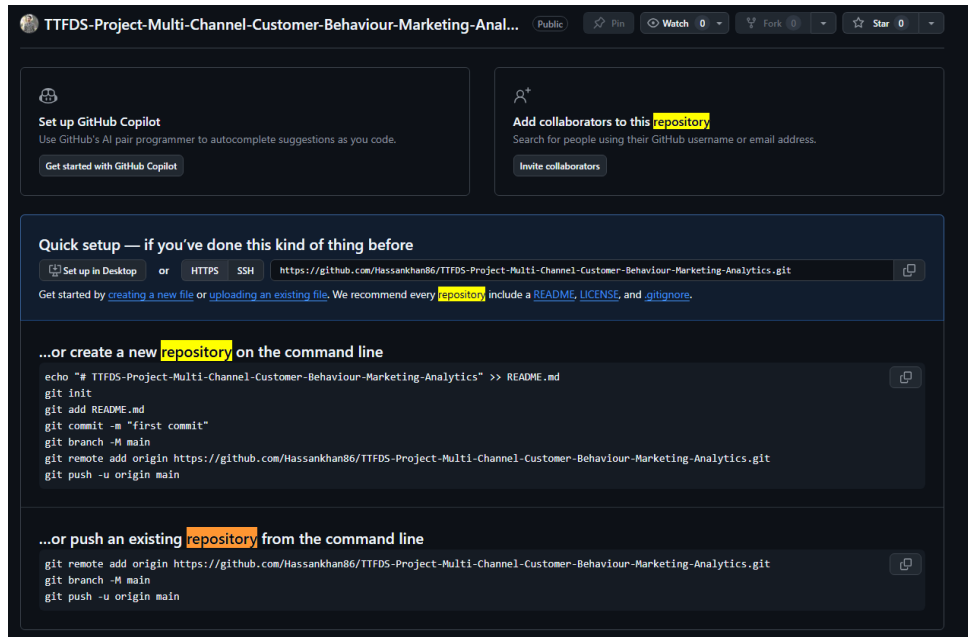 TTFDS-Project-Multi-Channel-Customer-Behaviour-Marketing-Anal... Public Pin Watch 0 Fork 0 Star 0
Set up GitHub Copilot
Use GitHub's AI pair programmer to autocomplete suggestions as you code.
Get started with GitHub Copilot
Add collaborators to this repository
Search for people using their GitHub username or email address.
Invite collaborators
Quick setup — if you've done this kind of thing before
Set up in Desktop or HTTPS SSH https://github.com/Hassankhan86/TTFDS-Project-Multi-Channel-Customer-Behaviour-Marketing-Analytics.git
Get started by creating a new file or uploading an existing file. We recommend every repository include a README, LICENSE, and .gitignore.
...or create a new repository on the command line
echo "# TTFDS-Project-Multi-Channel-Customer-Behaviour-Marketing-Analytics" >> README.md
git init
git add README.md
git commit -m "first commit"
git branch -M main
git remote add origin https://github.com/Hassankhan86/TTFDS-Project-Multi-Channel-Customer-Behaviour-Marketing-Analytics.git
git push -u origin main
...or push an existing repository from the command line
git remote add origin https://github.com/Hassankhan86/TTFDS-Project-Multi-Channel-Customer-Behaviour-Marketing-Analytics.git
git branch -M main
git push -u origin main